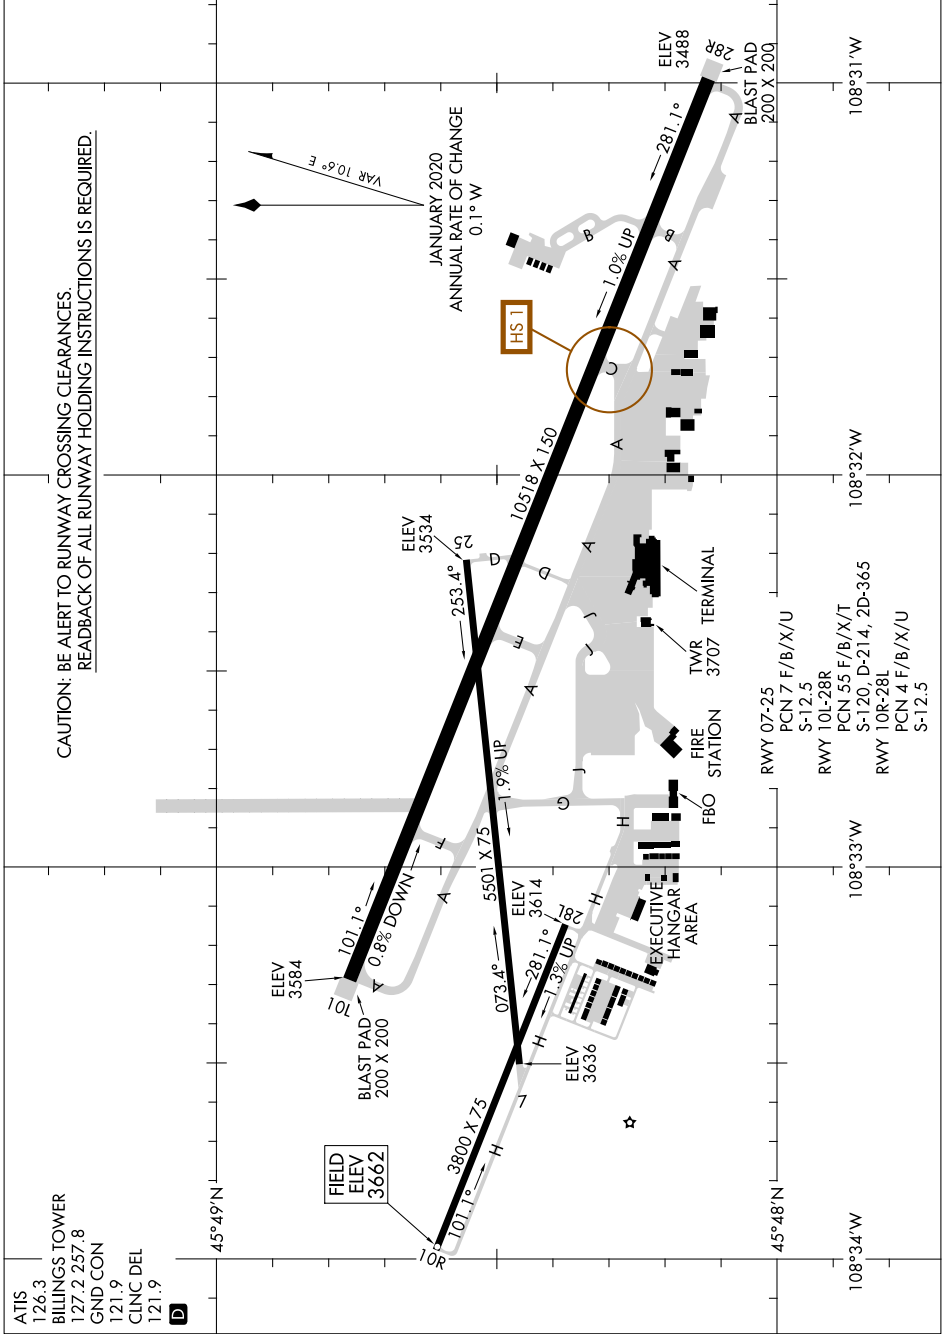 ATIS
126.3
BILLINGS TOWER
127.2 257.8
GND CON
121.9
CLNC DEL
121.9
D
CAUTION: BE ALERT TO RUNWAY CROSSING CLEARANCES.
READBACK OF ALL RUNWAY HOLDING INSTRUCTIONS IS REQUIRED.
45°49'N
45°48'N
108°34'W
108°33'W
108°32'W
108°31'W
VAR 10.6° E
JANUARY 2020
ANNUAL RATE OF CHANGE
0.1° W
FIELD
ELEV
3662
10R
101.1°
3800 X 75
H
L
H
ELEV
3636
1.3% UP
281.1°
28L
ELEV
3614
H
H
073.4°
5501 X 75
1.9% UP
253.4°
25
ELEV
3534
ELEV
3584
10L
BLAST PAD
200 X 200
A
101.1°
0.8% DOWN
A
F
G
J
A
E
J
J
D
G
A
10518 X 150
A
HS 1
C
1.0% UP
B
B
A
281.1°
A
ELEV
3488
28R
BLAST PAD
200 X 200
EXECUTIVE
HANGAR
AREA
FBO
FIRE
STATION
TWR
3707
TERMINAL
RWY 07-25
PCN 7 F/B/X/U
S-12.5
RWY 10L-28R
PCN 55 F/B/X/T
S-120, D-214, 2D-365
RWY 10R-28L
PCN 4 F/B/X/U
S-12.5